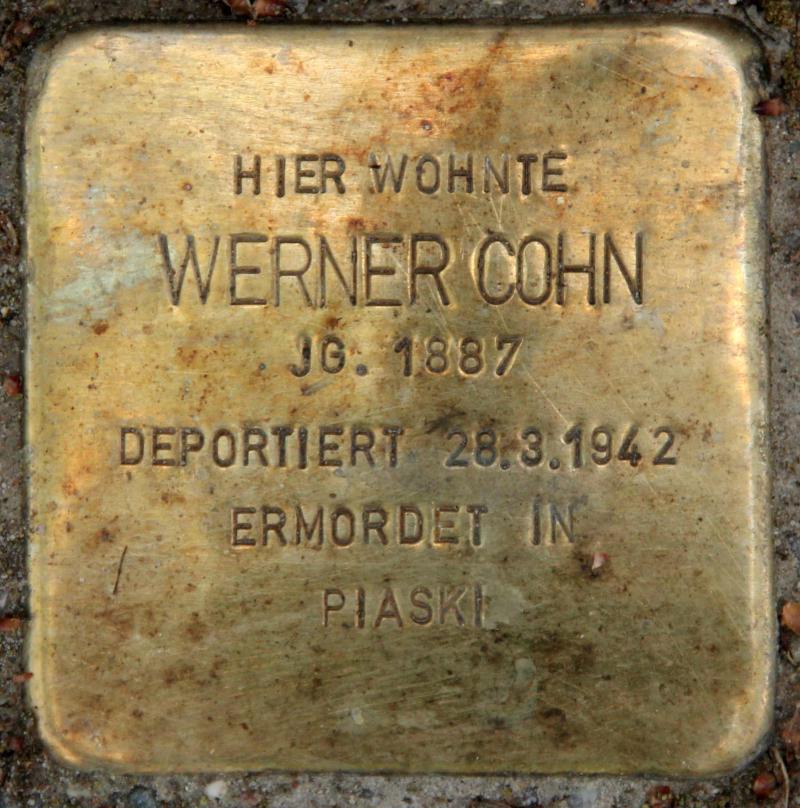 HIER WOHNTE
WERNER COHN
JG. 1887
DEPORTIERT 28.3.1942
ERMORDET IN
PIASKI